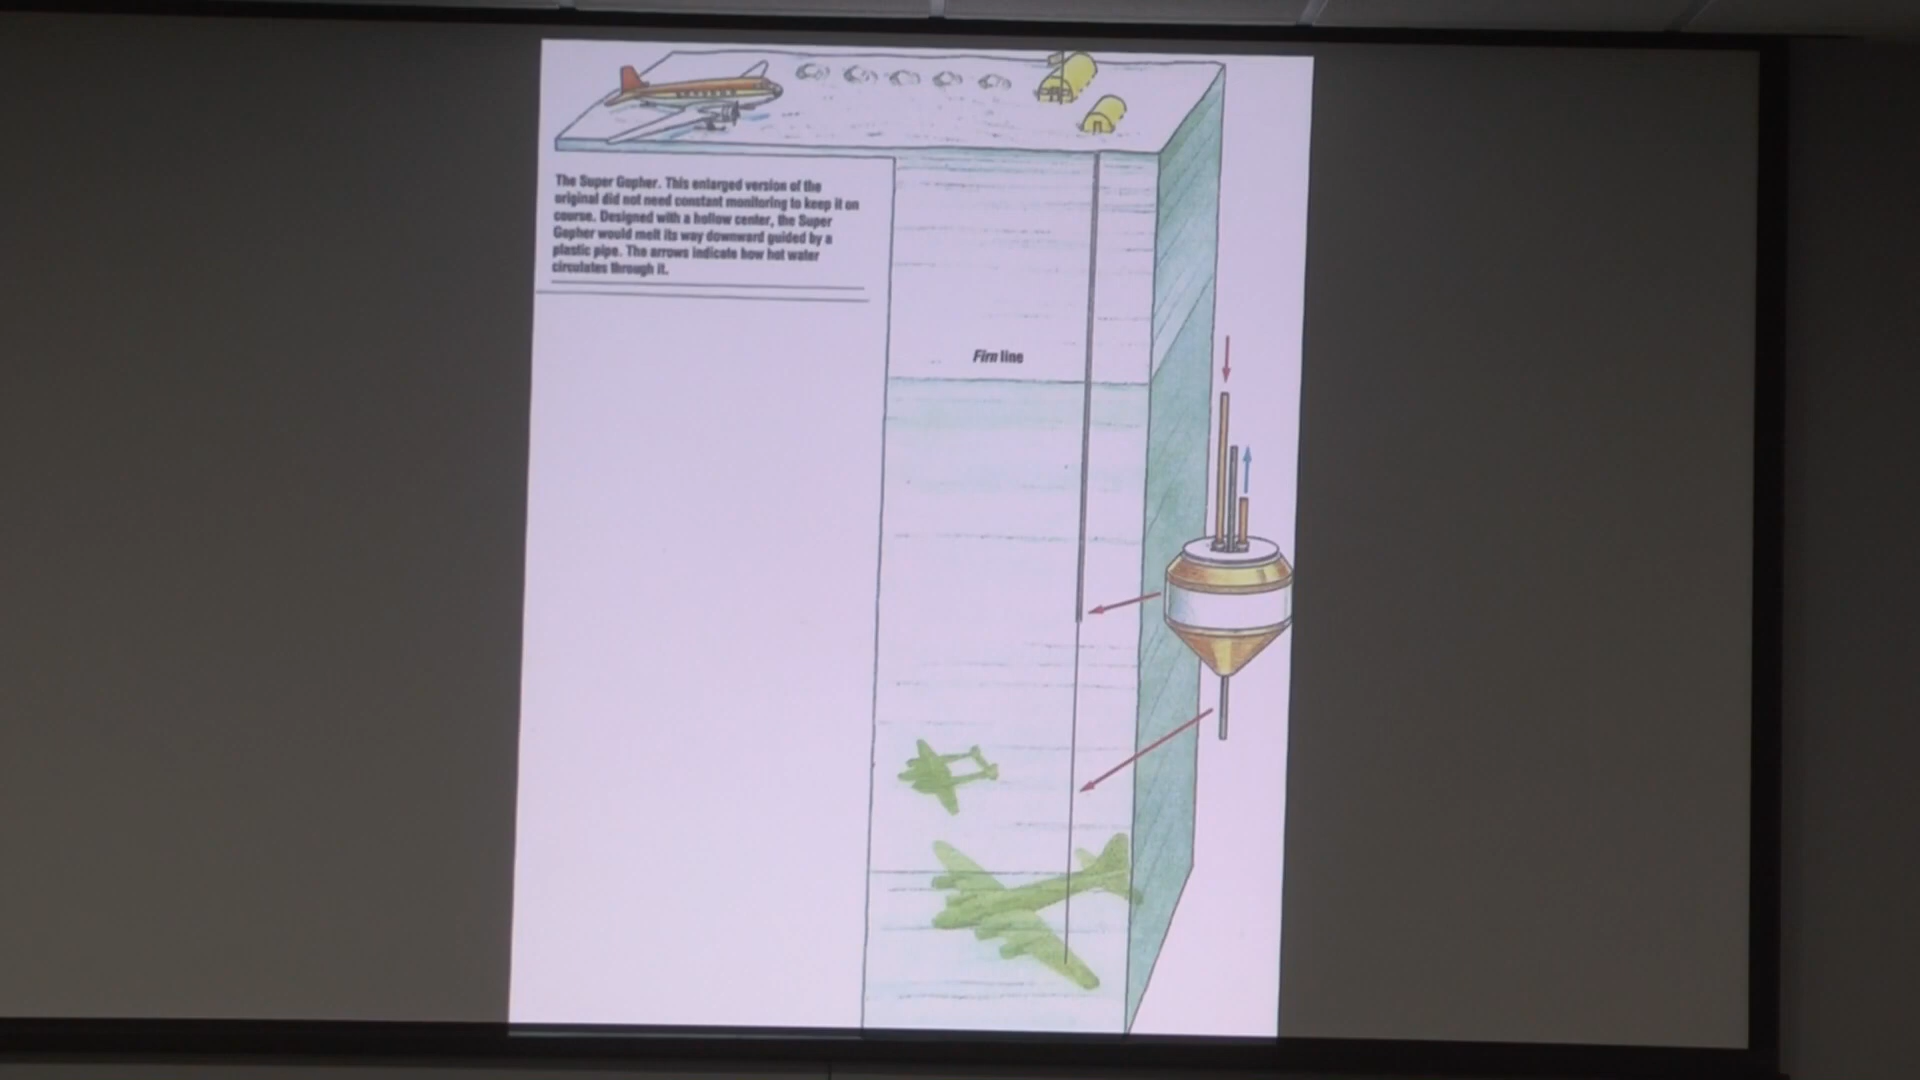 The Super Gopher. This enlarged version of the
original did not need constant monitoring to keep it on
course. Designed with a hollow center, the Super
Gopher would melt its way downward guided by a
plastic pipe. The arrows indicate how hot water
circulates through it.
Firn line